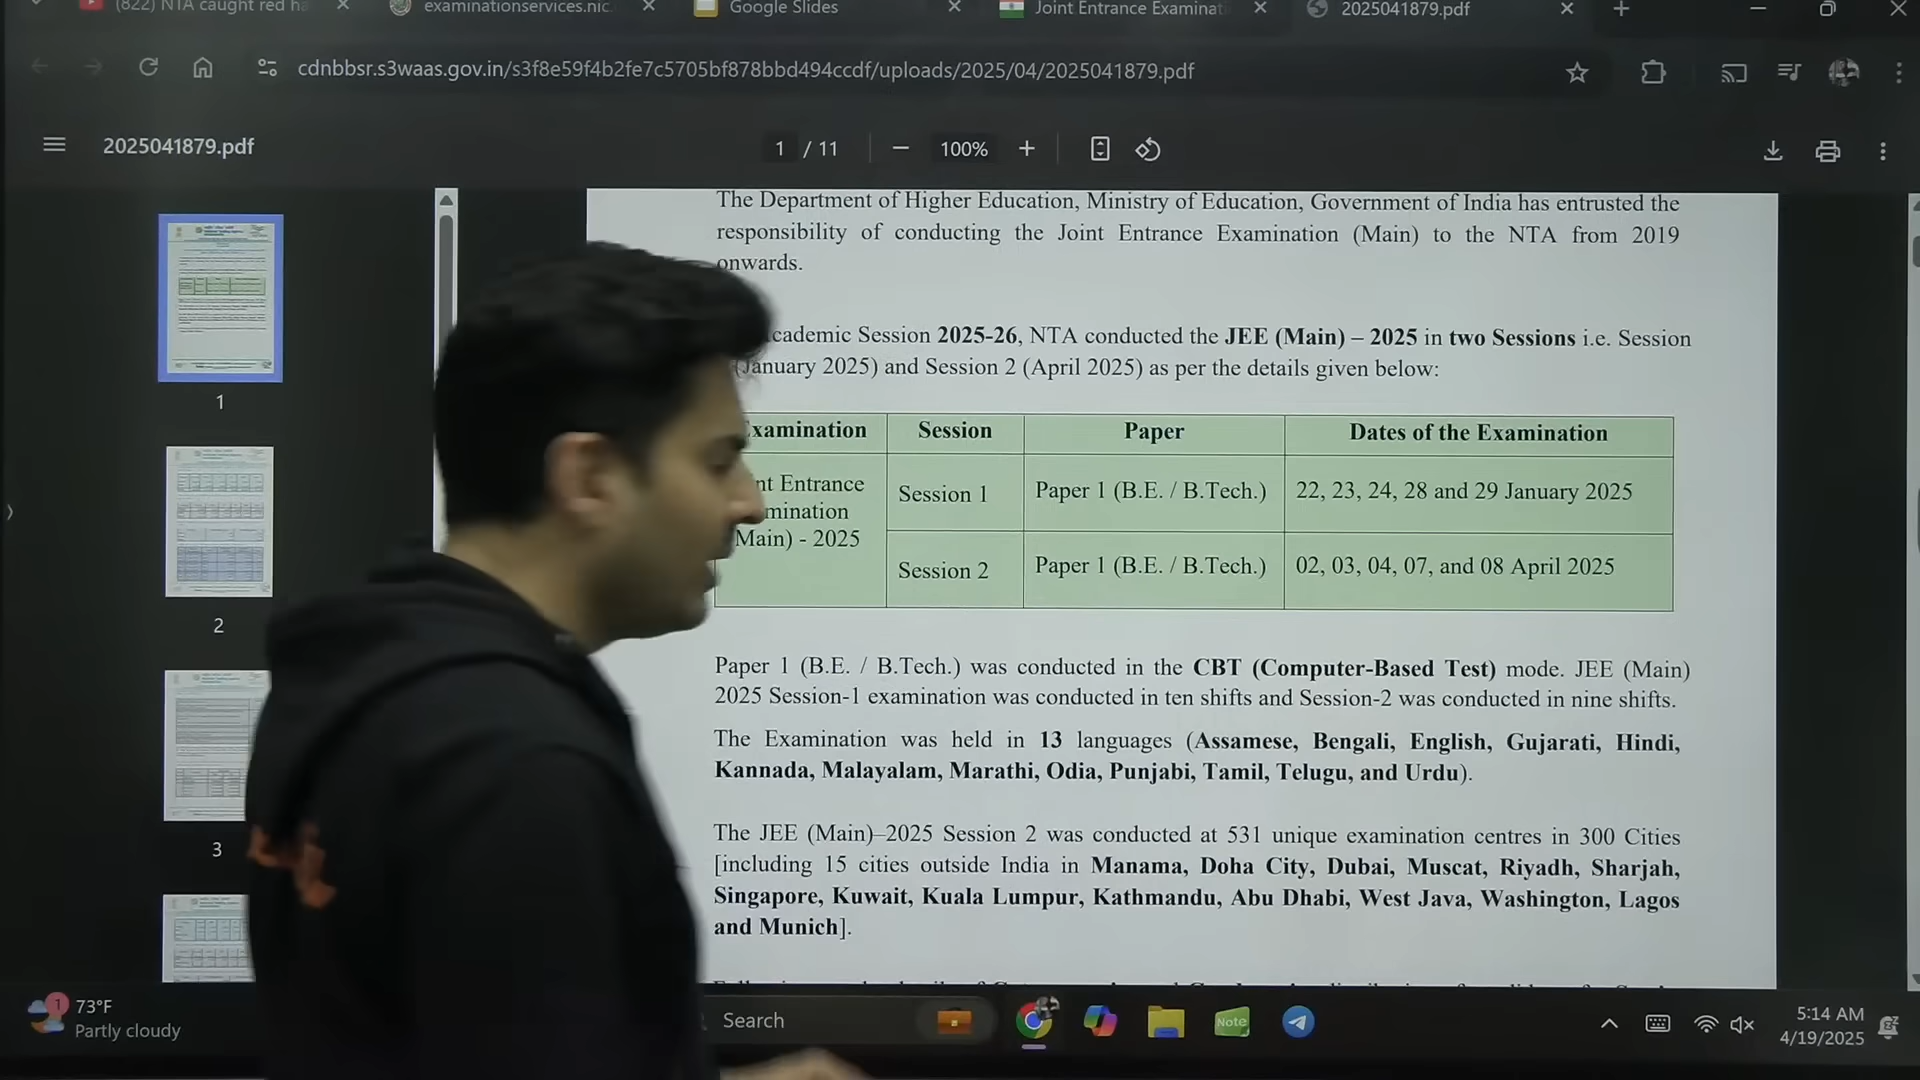 (822) NTA caught red ha
examinationservices.nic.
Google Slides
Joint Entrance Examinati
2025041879.pdf
cdnbbsr.s3waas.gov.in/s3f8e59f4b2fe7c5705bf878bbd494ccdf/uploads/2025/04/2025041879.pdf
2025041879.pdf
1 / 11
100%
1
2
3
The Department of Higher Education, Ministry of Education, Government of India has entrusted the
responsibility of conducting the Joint Entrance Examination (Main) to the NTA from 2019
onwards.
cademic Session 2025-26, NTA conducted the JEE (Main) – 2025 in two Sessions i.e. Session
(January 2025) and Session 2 (April 2025) as per the details given below:
xamination Session Paper Dates of the Examination
nt Entrance
mination
Main) - 2025
Session 1 Paper 1 (B.E. / B.Tech.) 22, 23, 24, 28 and 29 January 2025
Session 2 Paper 1 (B.E. / B.Tech.) 02, 03, 04, 07, and 08 April 2025
Paper 1 (B.E. / B.Tech.) was conducted in the CBT (Computer-Based Test) mode. JEE (Main)
2025 Session-1 examination was conducted in ten shifts and Session-2 was conducted in nine shifts.
The Examination was held in 13 languages (Assamese, Bengali, English, Gujarati, Hindi,
Kannada, Malayalam, Marathi, Odia, Punjabi, Tamil, Telugu, and Urdu).
The JEE (Main)–2025 Session 2 was conducted at 531 unique examination centres in 300 Cities
[including 15 cities outside India in Manama, Doha City, Dubai, Muscat, Riyadh, Sharjah,
Singapore, Kuwait, Kuala Lumpur, Kathmandu, Abu Dhabi, West Java, Washington, Lagos
and Munich].
1
73°F
Partly cloudy
Search
Note
5:14 AM
4/19/2025